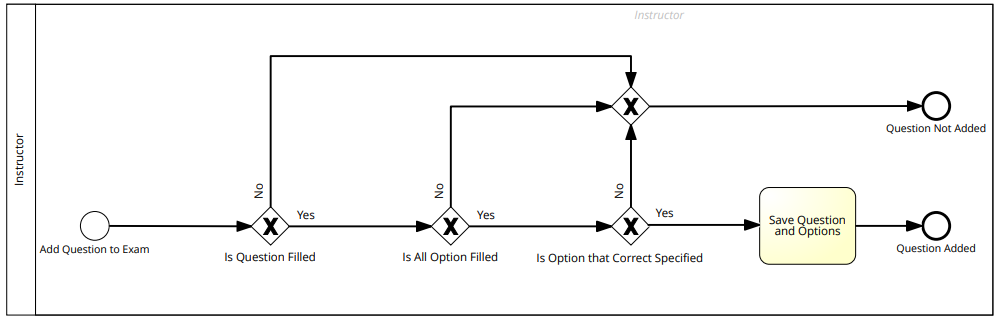 Instructor
Instructor
Question Not Added
No
No
No
Yes
Yes
Yes
Save Question
and Options
Add Question to Exam
Is Question Filled
Is All Option Filled
Is Option that Correct Specified
Question Added